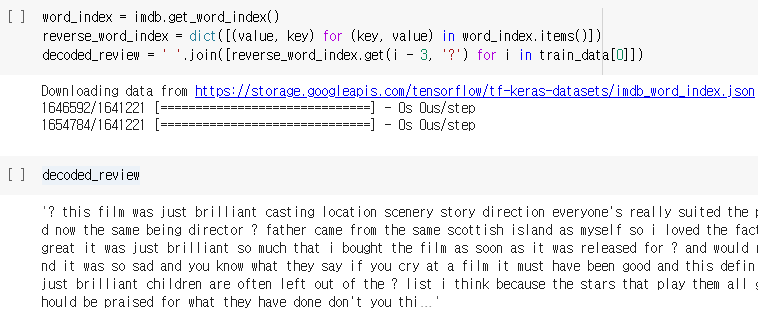 [ ] word_index = imdb.get_word_index()
reverse_word_index = dict([(value, key) for (key, value) in word_index.items()])
decoded_review = ' '.join([reverse_word_index.get(i - 3, '?') for i in train_data[0]])
Downloading data from https://storage.googleapis.com/tensorflow/tf-keras-datasets/imdb_word_index.json
1646592/1641221 [==============================] - 0s 0us/step
1654784/1641221 [==============================] - 0s 0us/step
[ ] decoded_review
'? this film was just brilliant casting location scenery story direction everyone's really suited the p
d now the same being director ? father came from the same scottish island as myself so i loved the fact
great it was just brilliant so much that i bought the film as soon as it was released for ? and would r
nd it was so sad and you know what they say if you cry at a film it must have been good and this defin
just brilliant children are often left out of the ? list i think because the stars that play them all g
hould be praised for what they have done don't you thi...'